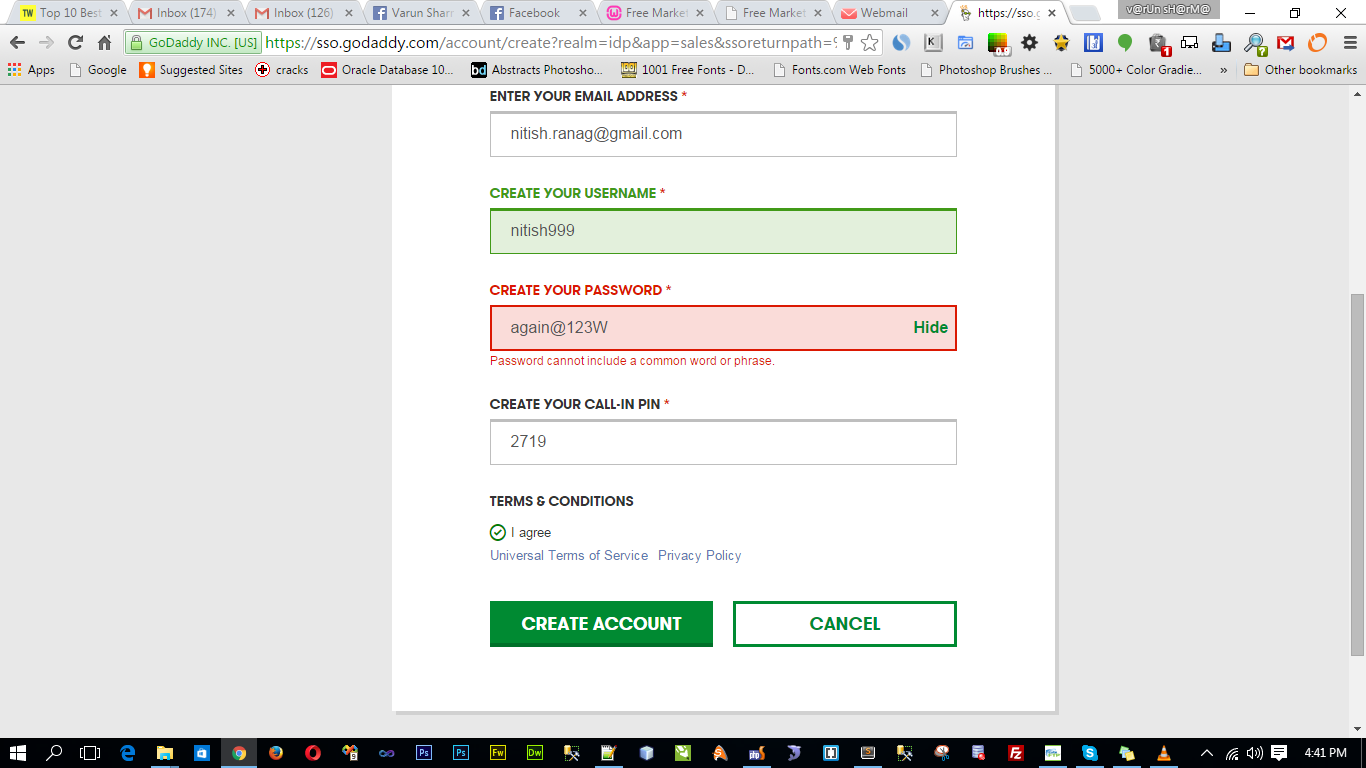 Top 10 Best
Inbox (174)
Inbox (126)
Varun Shar
Facebook
Free Market
Free Market
Webmail
https://sso.g
v@rUn sH@rM@
GoDaddy INC. [US]
https://sso.godaddy.com/account/create?realm=idp&app=sales&ssoreturnpath=%
Apps
Google
Suggested Sites
cracks
Oracle Database 10...
Abstracts Photosho...
1001 Free Fonts - D...
Fonts.com Web Fonts
Photoshop Brushes ...
5000+ Color Gradie...
»
Other bookmarks
ENTER YOUR EMAIL ADDRESS *
nitish.ranag@gmail.com
CREATE YOUR USERNAME *
nitish999
CREATE YOUR PASSWORD *
again@123W
Hide
Password cannot include a common word or phrase.
CREATE YOUR CALL-IN PIN *
2719
TERMS & CONDITIONS
I agree
Universal Terms of Service Privacy Policy
CREATE ACCOUNT
CANCEL
4:41 PM